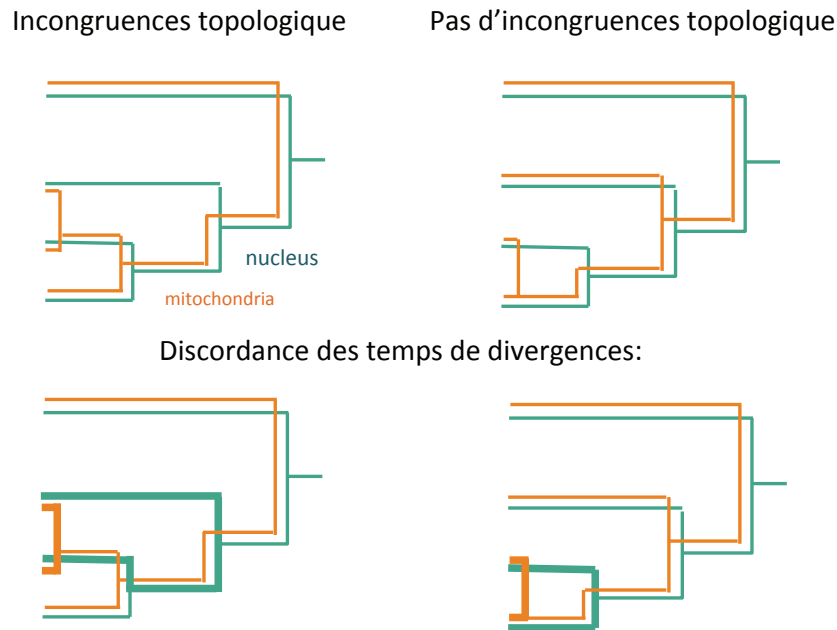 Incongruences topologique
Pas d’incongruences topologique
nucleus
mitochondria
Discordance des temps de divergences: